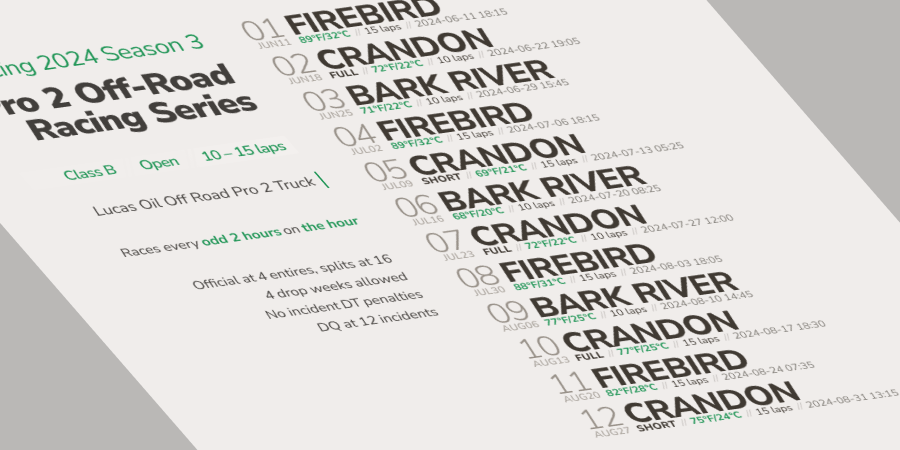 ing 2024 Season 3
ro 2 Off-Road
Racing Series
Class B Open 10 – 15 laps
Lucas Oil Off Road Pro 2 Truck
Races every odd 2 hours on the hour
Official at 4 entires, splits at 16
4 drop weeks allowed
No incident DT penalties
DQ at 12 incidents
01 FIREBIRD
JUN11 89°F/32°C // 15 laps // 2024-06-11 18:15
02 CRANDON
JUN18 FULL // 72°F/22°C // 10 laps // 2024-06-22 19:05
03 BARK RIVER
JUN25 71°F/22°C // 10 laps // 2024-06-29 15:45
04 FIREBIRD
JUL02 89°F/32°C // 15 laps // 2024-07-06 18:15
05 CRANDON
JUL09 SHORT // 69°F/21°C // 15 laps // 2024-07-13 05:25
06 BARK RIVER
JUL16 68°F/20°C // 10 laps // 2024-07-20 08:25
07 CRANDON
JUL23 FULL // 72°F/22°C // 10 laps // 2024-07-27 12:00
08 FIREBIRD
JUL30 88°F/31°C // 15 laps // 2024-08-03 18:05
09 BARK RIVER
AUG06 77°F/25°C // 10 laps // 2024-08-10 14:45
10 CRANDON
AUG13 FULL // 77°F/25°C // 10 laps // 2024-08-17 18:30
11 FIREBIRD
AUG20 82°F/28°C // 15 laps // 2024-08-24 07:35
12 CRANDON
AUG27 SHORT // 75°F/24°C // 15 laps // 2024-08-31 13:15